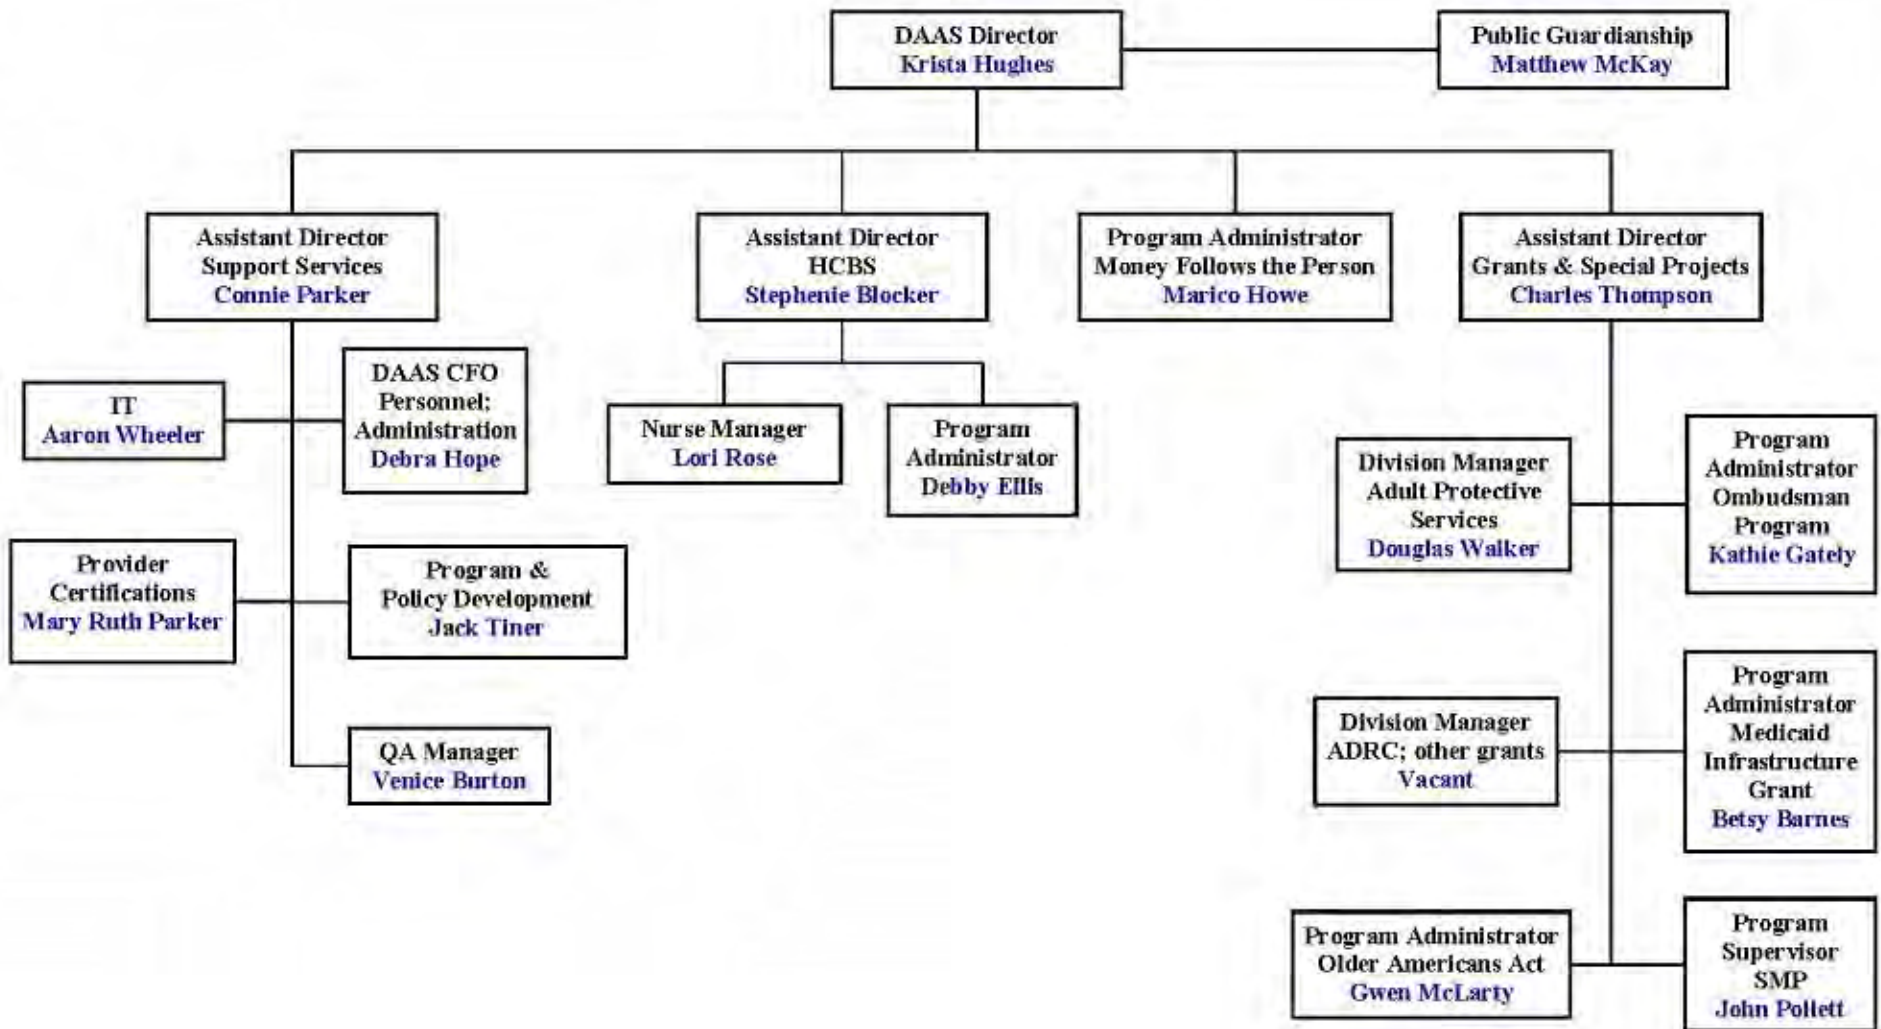 DAAS Director
Krista Hughes
Public Guardianship
Matthew McKay
Assistant Director
Support Services
Connie Parker
Assistant Director
HCBS
Stephenie Blocker
Program Administrator
Money Follows the Person
Marico Howe
Assistant Director
Grants & Special Projects
Charles Thompson
IT
Aaron Wheeler
DAAS CFO
Personnel;
Administration
Debra Hope
Nurse Manager
Lori Rose
Program
Administrator
Debby Ellis
Division Manager
Adult Protective
Services
Douglas Walker
Program
Administrator
Ombudsman
Program
Kathie Gately
Provider
Certifications
Mary Ruth Parker
Program &
Policy Development
Jack Tiner
QA Manager
Venice Burton
Division Manager
ADRC; other grants
Vacant
Program
Administrator
Medicaid
Infrastructure
Grant
Betsy Barnes
Program Administrator
Older Americans Act
Gwen McLarty
Program
Supervisor
SMP
John Pollett